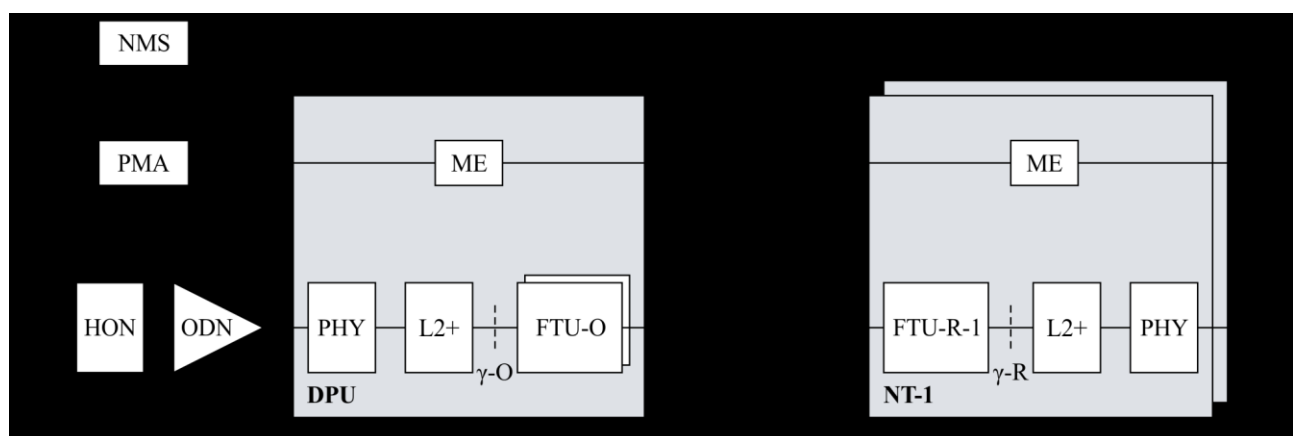 NMS
PMA
ME
ME
HON
ODN
PHY
L2+
FTU-O
FTU-R-1
L2+
PHY
γ-O
γ-R
DPU
NT-1